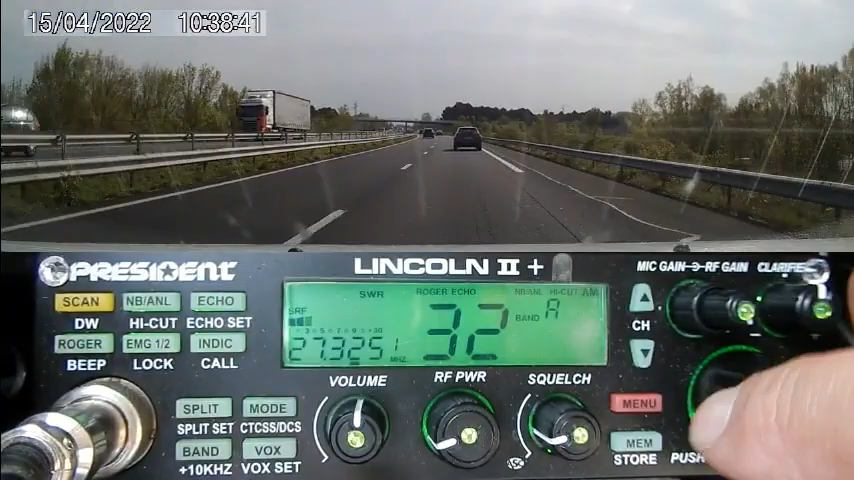 15/04/2022 10:38:41
PRESIDENT
LINCOLN II +
MIC GAIN RF GAIN CLARIFIER
SCAN NB/ANL ECHO
DW HI-CUT ECHO SET
ROGER EMG 1/2 INDIC
BEEP LOCK CALL
SWR ROGER ECHO NB/ANL HI-CUT AM
SRF
BAND A
32
27.325 MHZ
CH
VOLUME RF PWR SQUELCH
SPLIT MODE
SPLIT SET CTCSS/DCS
BAND VOX
+10KHZ VOX SET
MENU
MEM
STORE PUSH